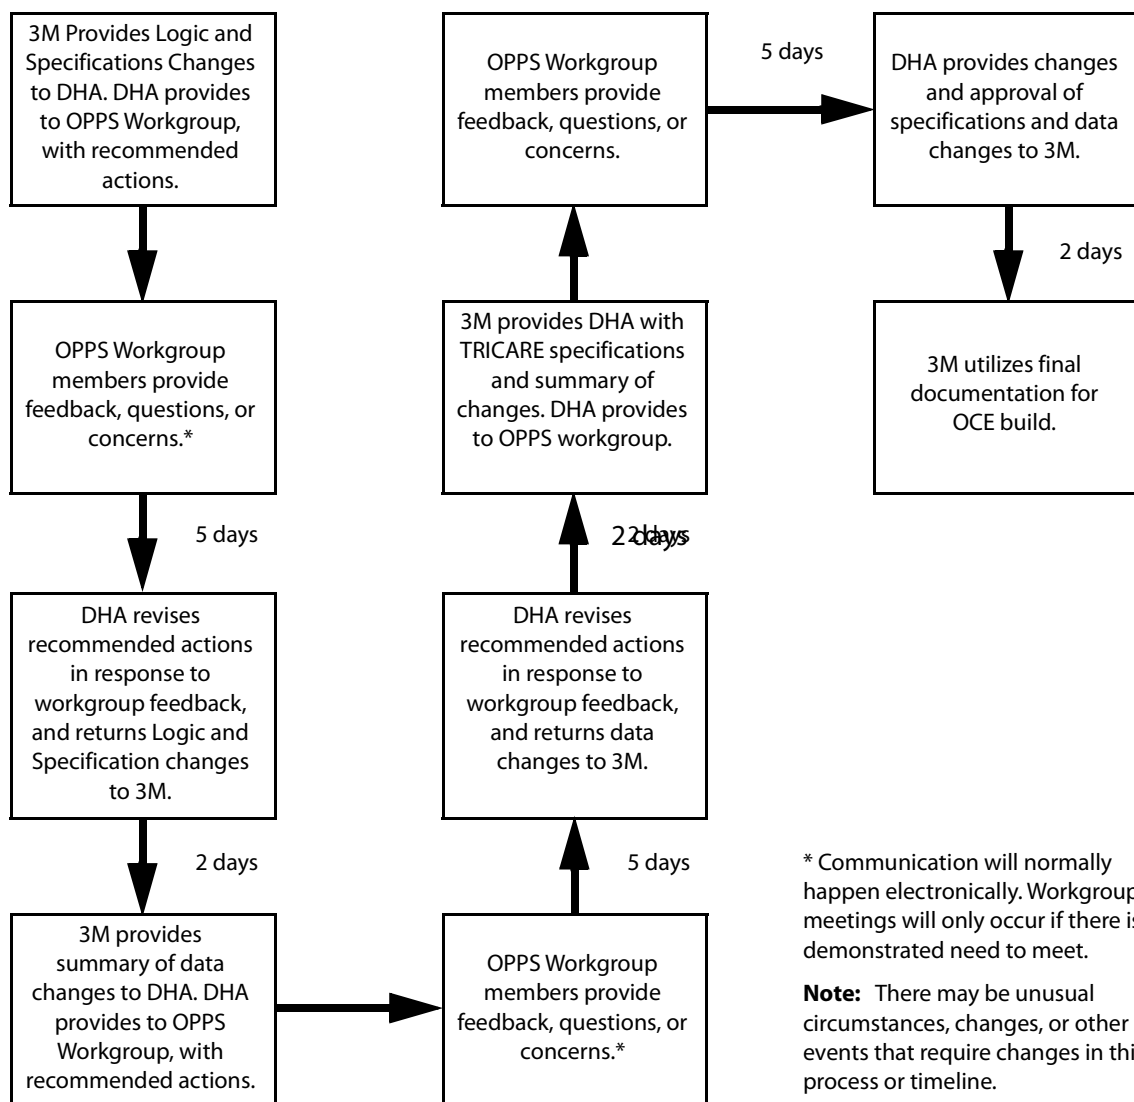 3M Provides Logic and
Specifications Changes
to DHA. DHA provides
to OPPS Workgroup,
with recommended
actions.
OPPS Workgroup
members provide
feedback, questions, or
concerns.*
5 days
DHA revises
recommended actions
in response to
workgroup feedback,
and returns Logic and
Specification changes
to 3M.
2 days
3M provides
summary of data
changes to DHA. DHA
provides to OPPS
Workgroup, with
recommended actions.
OPPS Workgroup
members provide
feedback, questions, or
concerns.*
5 days
DHA revises
recommended actions
in response to
workgroup feedback,
and returns data
changes to 3M.
2 days
3M provides DHA with
TRICARE specifications
and summary of
changes. DHA provides
to OPPS workgroup.
OPPS Workgroup
members provide
feedback, questions, or
concerns.
5 days
DHA provides changes
and approval of
specifications and data
changes to 3M.
2 days
3M utilizes final
documentation for
OCE build.
* Communication will normally
happen electronically. Workgroup
meetings will only occur if there is
demonstrated need to meet.
Note: There may be unusual
circumstances, changes, or other
events that require changes in thi
process or timeline.